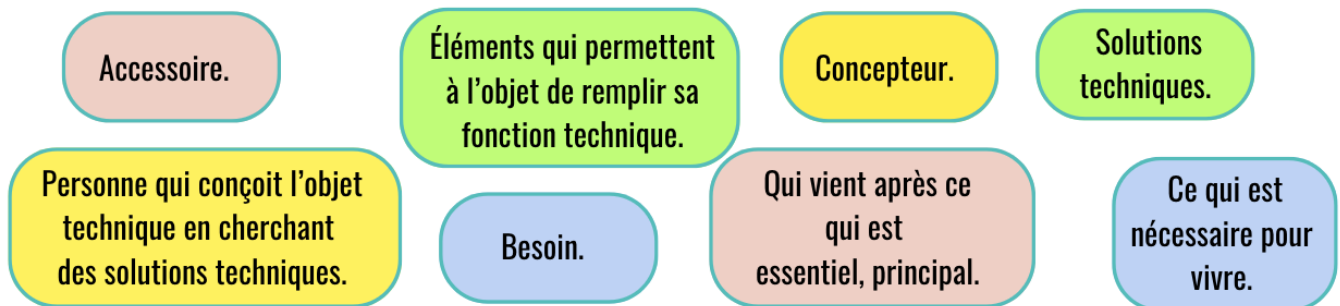 Accessoire.
Éléments qui permettent
à l’objet de remplir sa
fonction technique.
Concepteur.
Solutions
techniques.
Personne qui conçoit l’objet
technique en cherchant
des solutions techniques.
Besoin.
Qui vient après ce
qui est
essentiel, principal.
Ce qui est
nécessaire pour
vivre.